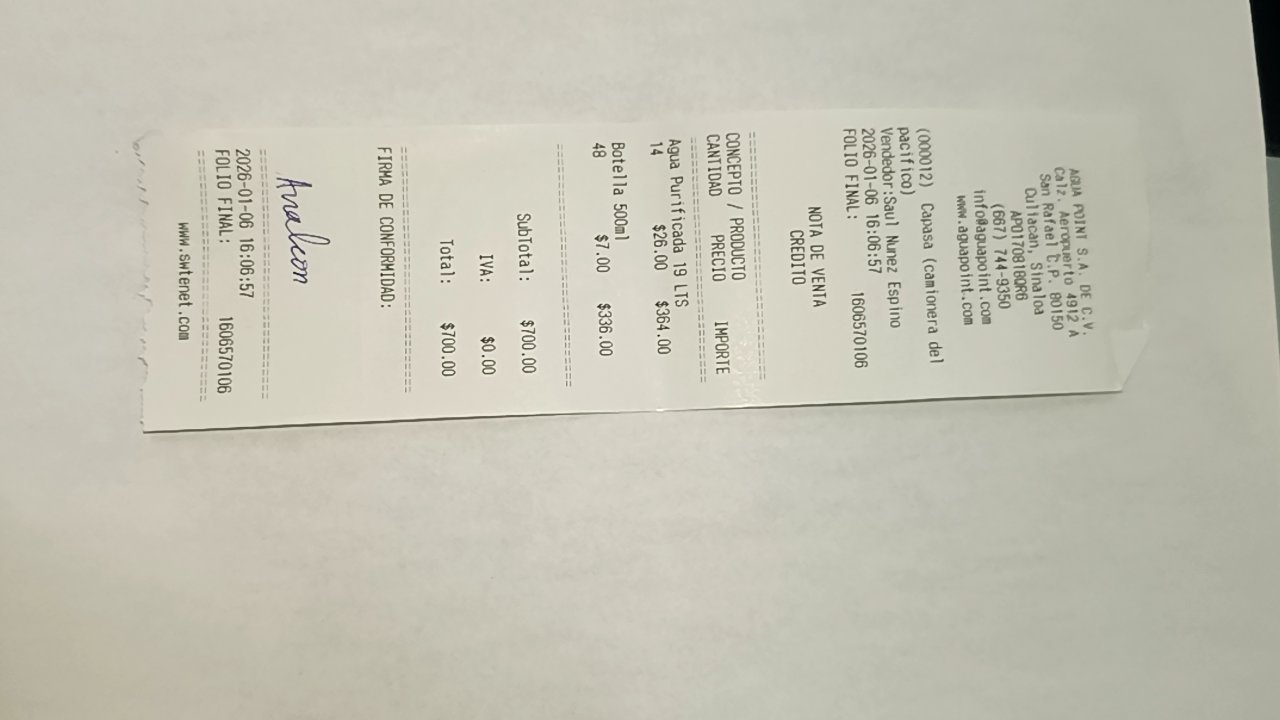 AGUA POINT S.A. DE C.V.
Calz. Aeropuerto 4912 A
San Rafael C.P. 80150
Culiacan, Sinaloa
APO1708180R6
(667) 744-9350
info@aguapoint.com
www.aguapoint.com
(000012) Capasa (camionera del
pacifico)
Vendedor:Saul Nunez Espino
2026-01-06 16:06:57
FOLIO FINAL: 1606570106
NOTA DE VENTA
CREDITO
CONCEPTO / PRODUCTO
CANTIDAD PRECIO IMPORTE
Agua Purificada 19 LTS
14 $26.00 $364.00
Botella 500ml
48 $7.00 $336.00
SubTotal: $700.00
IVA: $0.00
Total: $700.00
FIRMA DE CONFORMIDAD:
Analeon
2026-01-06 16:06:57
FOLIO FINAL: 1606570106
www.swtenet.com